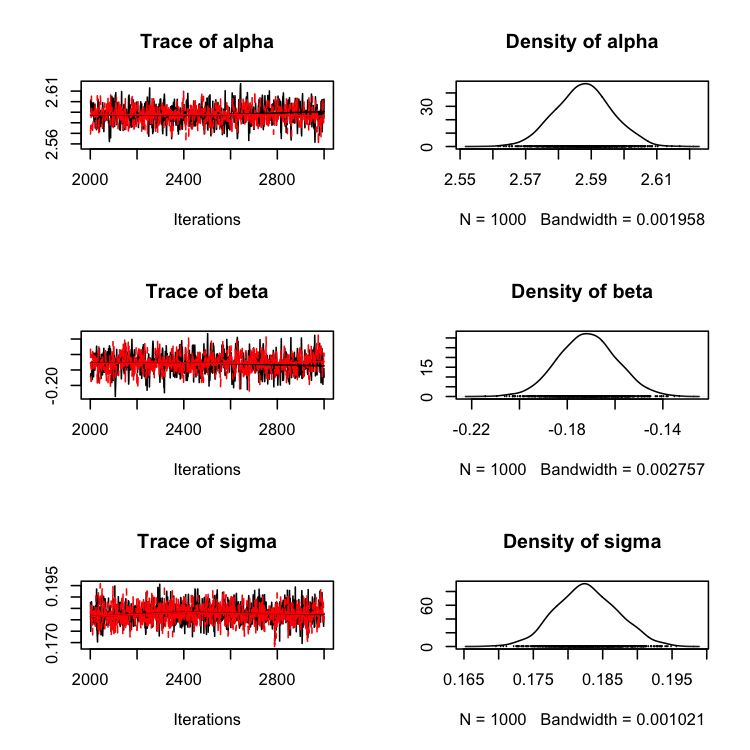 Trace of alpha
2.61
2.56
2000 2400 2800
Iterations
Density of alpha
30
0
2.55 2.57 2.59 2.61
N = 1000 Bandwidth = 0.001958
Trace of beta
-0.20
2000 2400 2800
Iterations
Density of beta
15
0
-0.22 -0.18 -0.14
N = 1000 Bandwidth = 0.002757
Trace of sigma
0.195
0.170
2000 2400 2800
Iterations
Density of sigma
60
0
0.165 0.175 0.185 0.195
N = 1000 Bandwidth = 0.001021